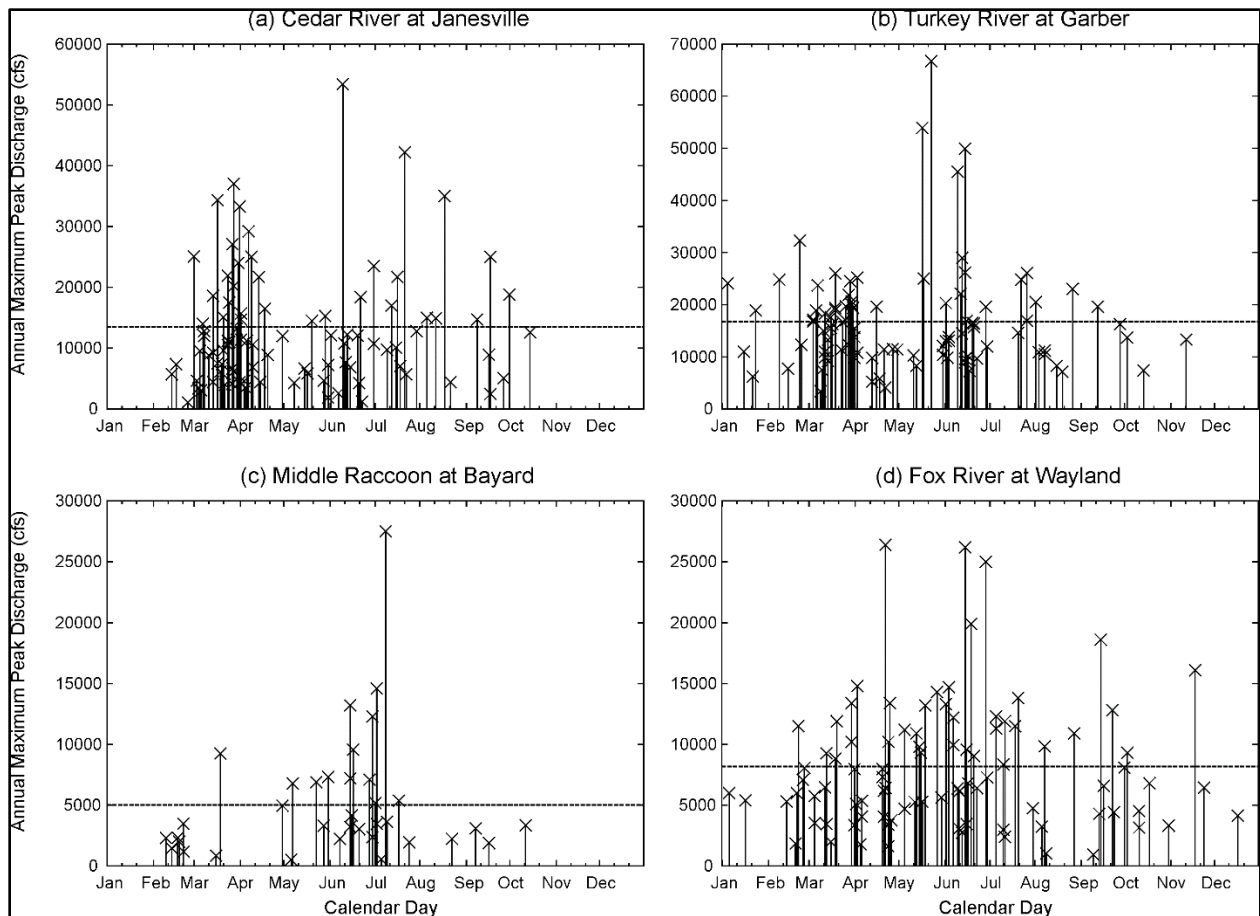 (a) Cedar River at Janesville
Annual Maximum Peak Discharge (cfs)
60000
50000
40000
30000
20000
10000
0
Jan Feb Mar Apr May Jun Jul Aug Sep Oct Nov Dec
(b) Turkey River at Garber
70000
60000
50000
40000
30000
20000
10000
0
Jan Feb Mar Apr May Jun Jul Aug Sep Oct Nov Dec
(c) Middle Raccoon at Bayard
Annual Maximum Peak Discharge (cfs)
30000
25000
20000
15000
10000
5000
0
Jan Feb Mar Apr May Jun Jul Aug Sep Oct Nov Dec
Calendar Day
(d) Fox River at Wayland
30000
25000
20000
15000
10000
5000
0
Jan Feb Mar Apr May Jun Jul Aug Sep Oct Nov Dec
Calendar Day